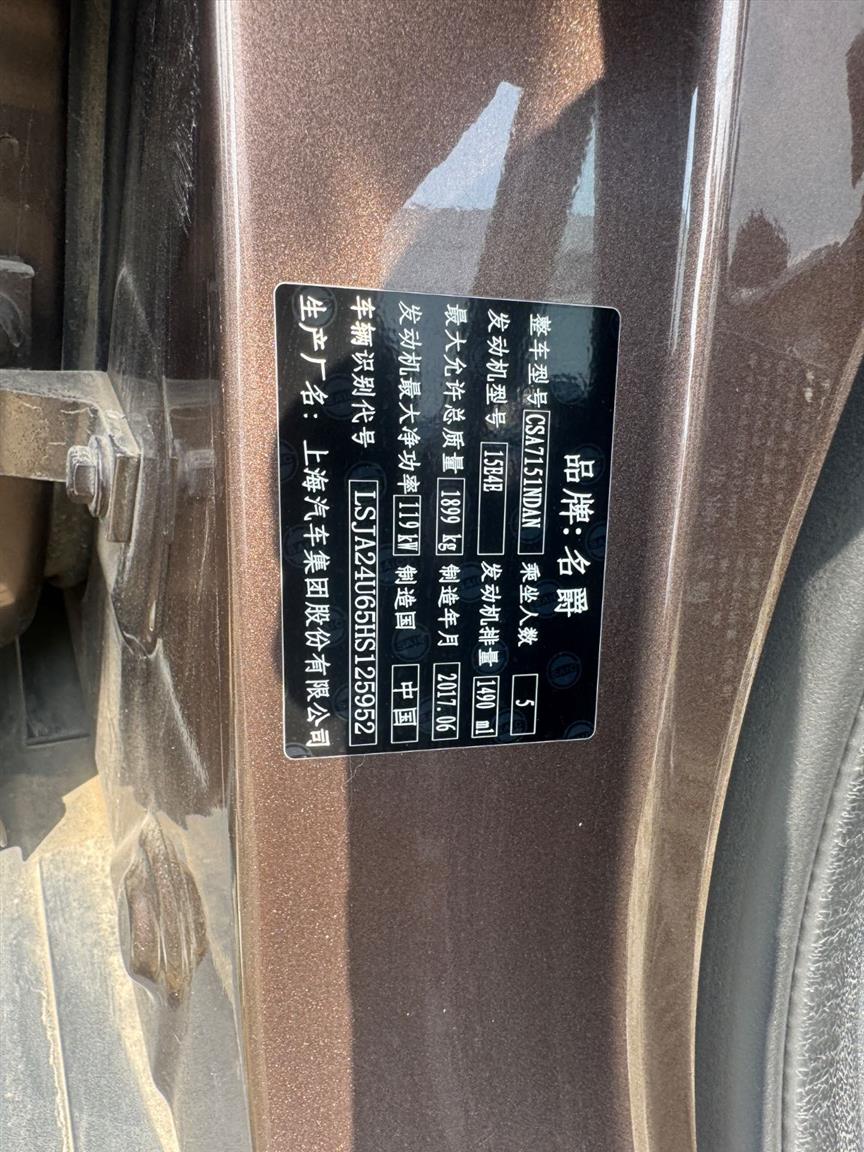 品牌: 名爵
整车型号 CSA7151NDAN 乘坐人数 5
发动机型号 15E4E 发动机排量 1490 ml
最大允许总质量 1899 kg 制造年月 2017.06
发动机最大净功率 119 kW 制造国 中国
车辆识别代号 LSJA24U65HS125952
生产厂名: 上海汽车集团股份有限公司